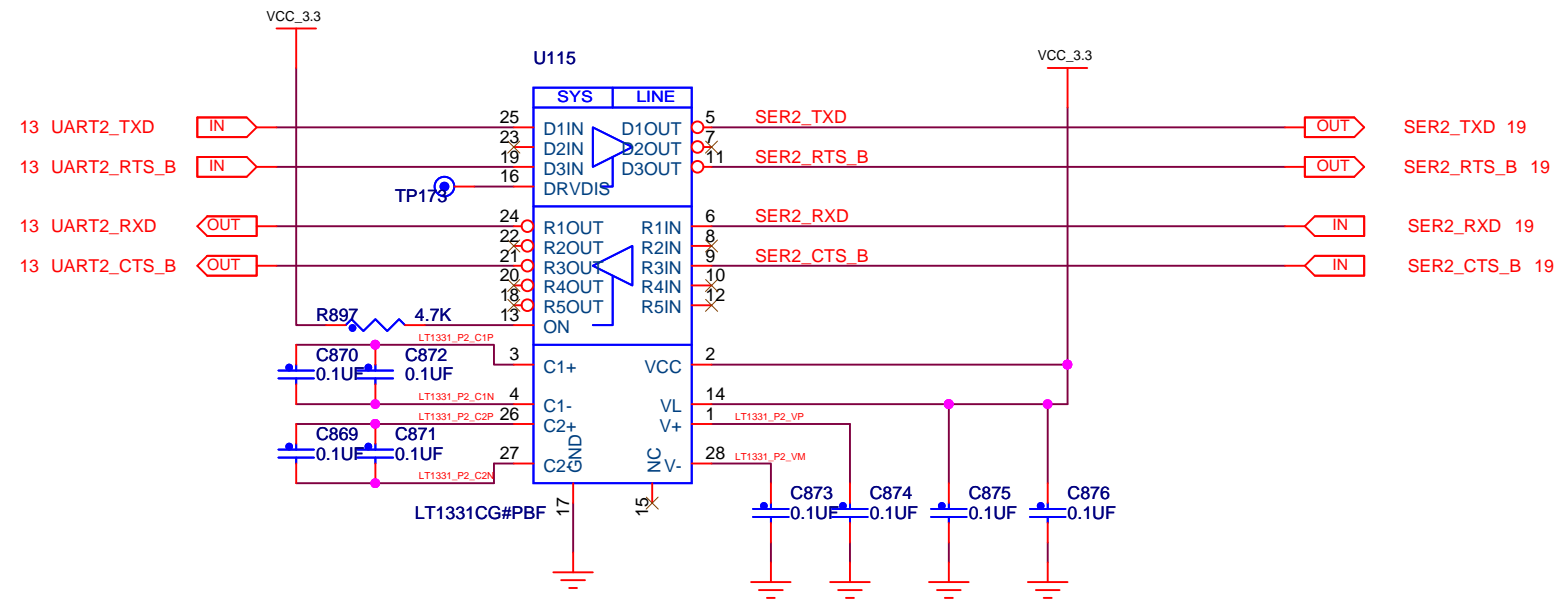 VCC_3.3
VCC_3.3
U115
SYS LINE
13 UART2_TXD IN 25 D1IN D1OUT 5 SER2_TXD OUT SER2_TXD 19
23 D2IN D2OUT 7
13 UART2_RTS_B IN 19 D3IN D3OUT 11 SER2_RTS_B OUT SER2_RTS_B 19
TP173 16 DRVDIS
13 UART2_RXD OUT 24 R1OUT R1IN 6 SER2_RXD IN SER2_RXD 19
22 R2OUT R2IN 8
13 UART2_CTS_B OUT 21 R3OUT R3IN 9 SER2_CTS_B IN SER2_CTS_B 19
20 R4OUT R4IN 10
18 R5OUT R5IN 12
R897 4.7K 13 ON
LT1331_P2_C1P
C870 C872 3 C1+ VCC 2
0.1UF 0.1UF
LT1331_P2_C1N 4 C1- VL 14
LT1331_P2_C2P 26 C2+ V+ 1 LT1331_P2_VP
C869 C871
0.1UF 0.1UF
27 C2- GND NC V- 28 LT1331_P2_VM
LT1331_P2_C2N
C873 C874 C875 C876
0.1UF 0.1UF 0.1UF 0.1UF
LT1331CG#PBF 17 15